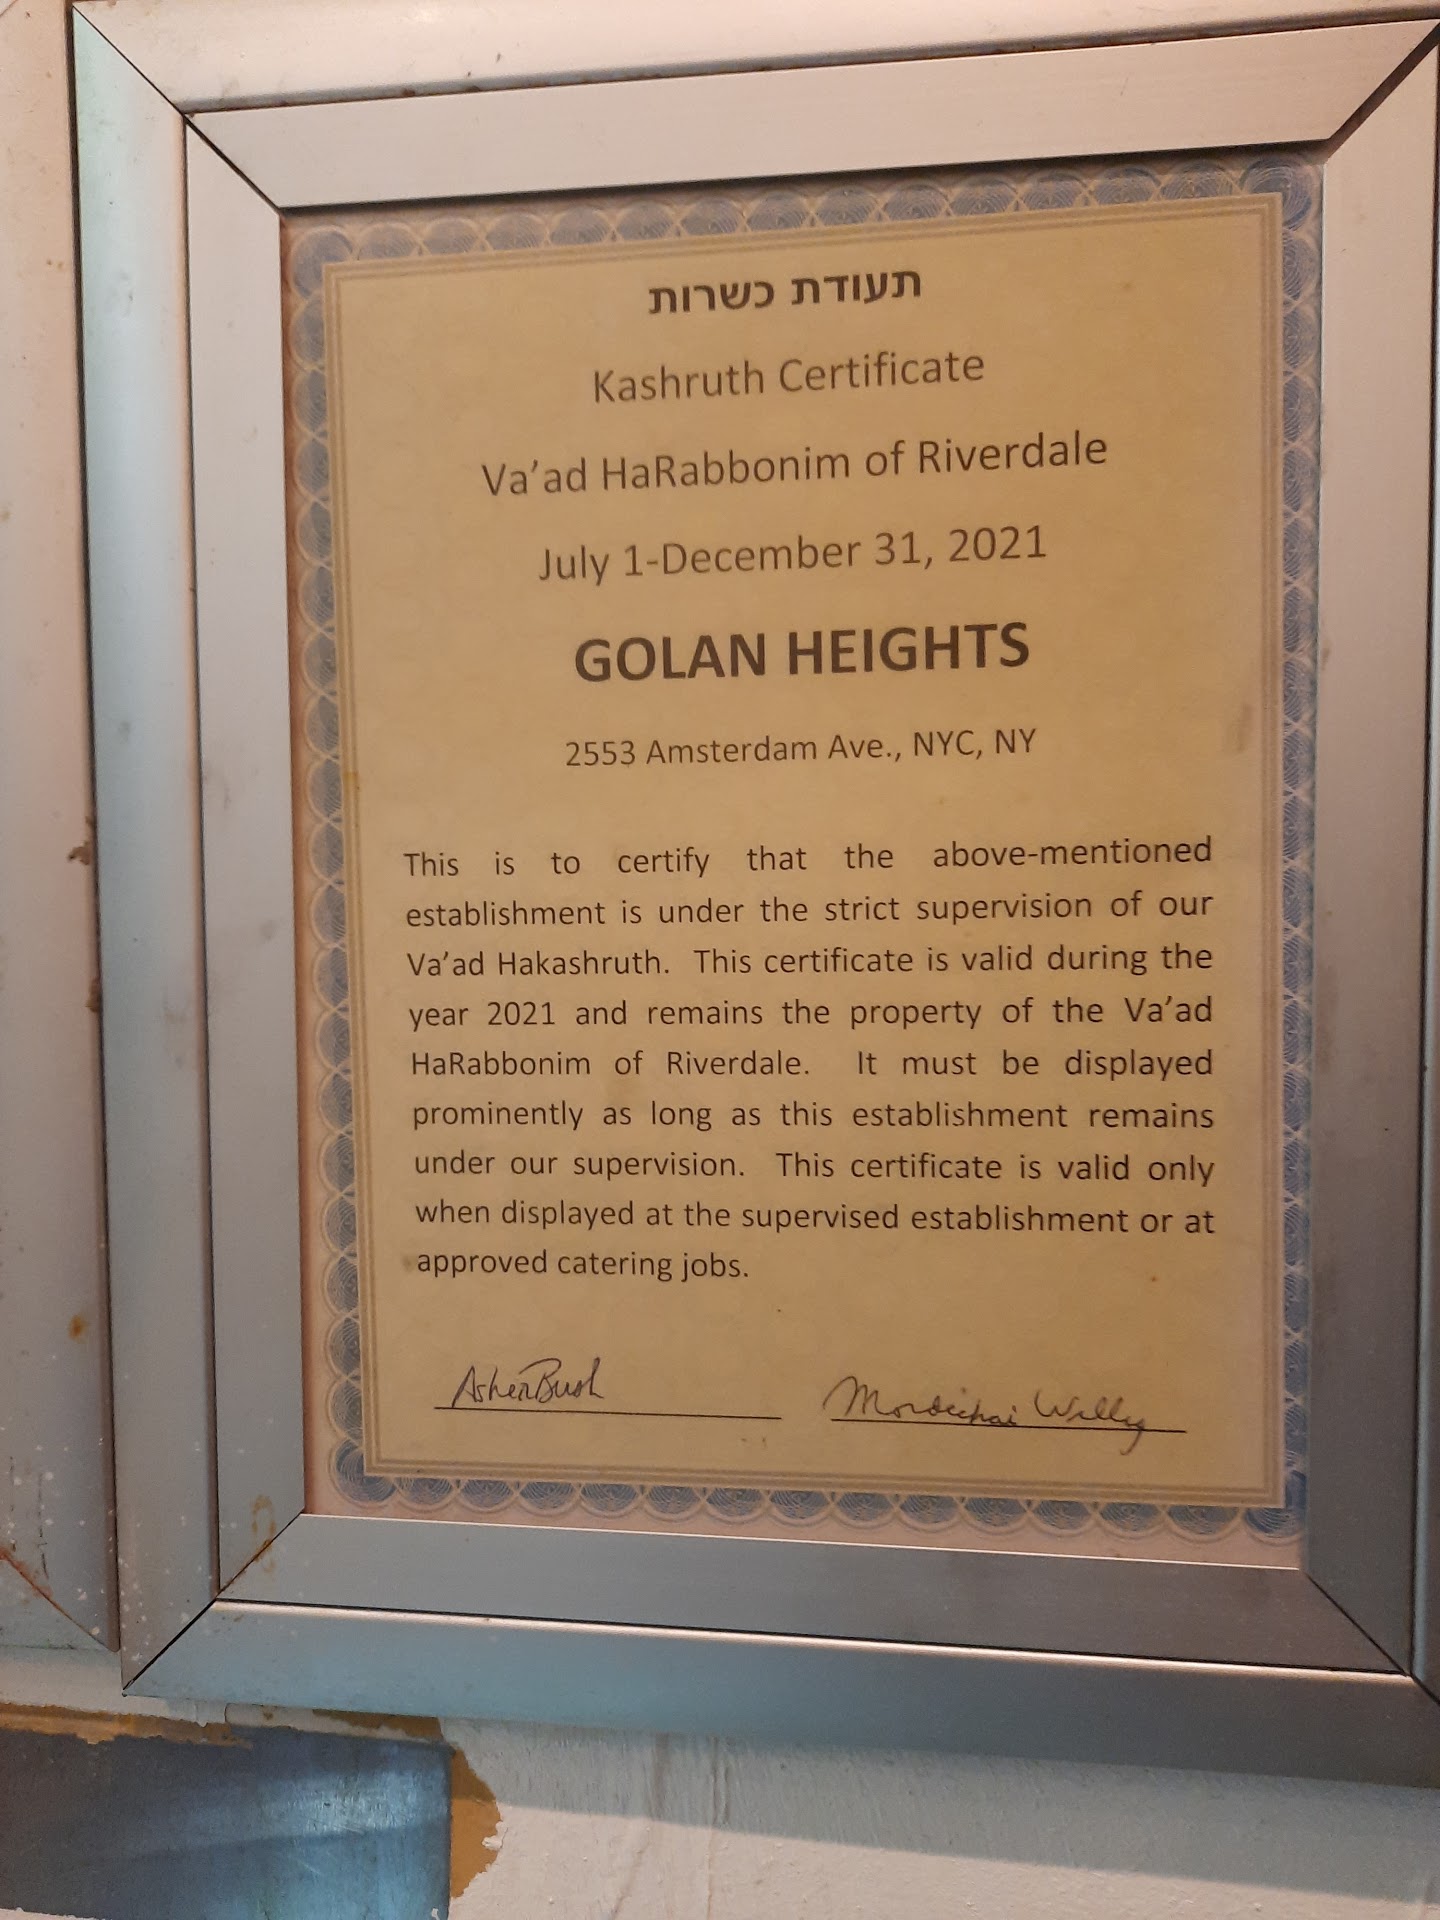 תעודת כשרות
Kashruth Certificate
Va’ad HaRabbonim of Riverdale
July 1-December 31, 2021
GOLAN HEIGHTS
2553 Amsterdam Ave., NYC, NY
This is to certify that the above-mentioned
establishment is under the strict supervision of our
Va’ad Hakashruth. This certificate is valid during the
year 2021 and remains the property of the Va’ad
HaRabbonim of Riverdale. It must be displayed
prominently as long as this establishment remains
under our supervision. This certificate is valid only
when displayed at the supervised establishment or at
approved catering jobs.
Asher Bush Mordechai Willig